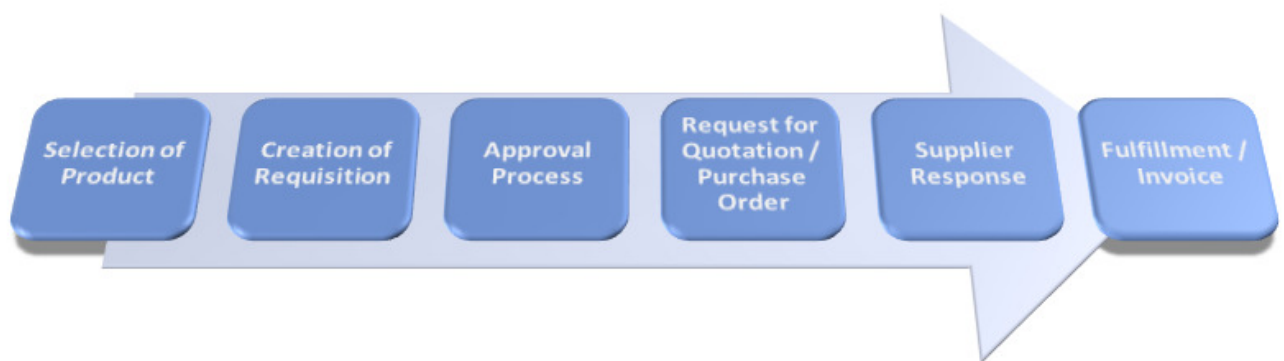 Selection of
Product
Creation of
Requisition
Approval
Process
Request for
Quotation /
Purchase
Order
Supplier
Response
Fulfillment /
Invoice